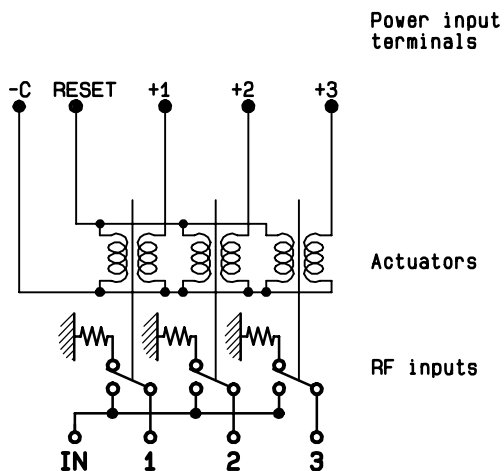 Power input
terminals
-C RESET +1 +2 +3
Actuators
RF inputs
IN 1 2 3